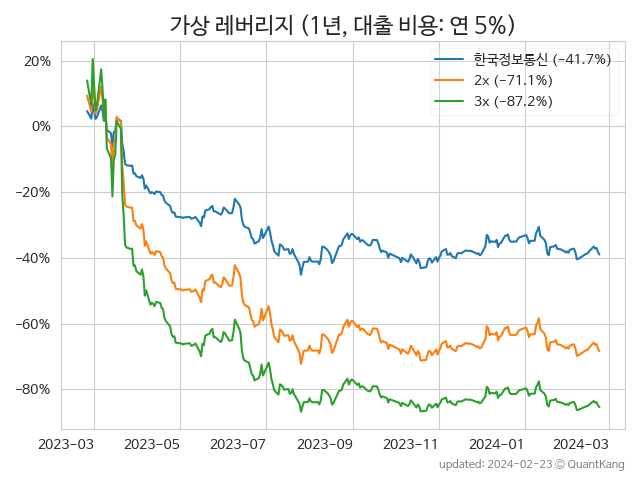 가상 레버리지 (1년, 대출 비용: 연 5%)
한국정보통신 (−41.7%)
2x (−71.1%)
3x (−87.2%)
20%
0%
−20%
−40%
−60%
−80%
2023-03 2023-05 2023-07 2023-09 2023-11 2024-01 2024-03
updated: 2024-02-23 © QuantKang